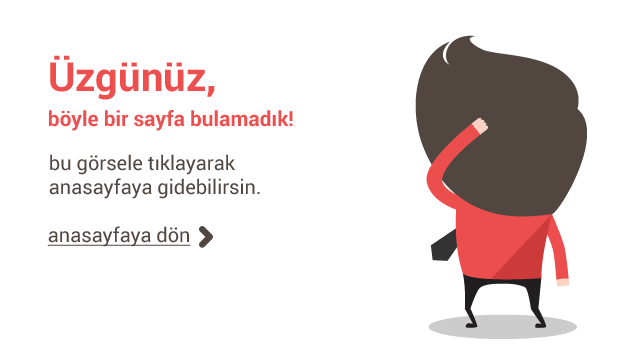 Üzgünüz,
böyle bir sayfa bulamadık!
bu görsele tıklayarak
anasayfaya gidebilirsin.
anasayfaya dön